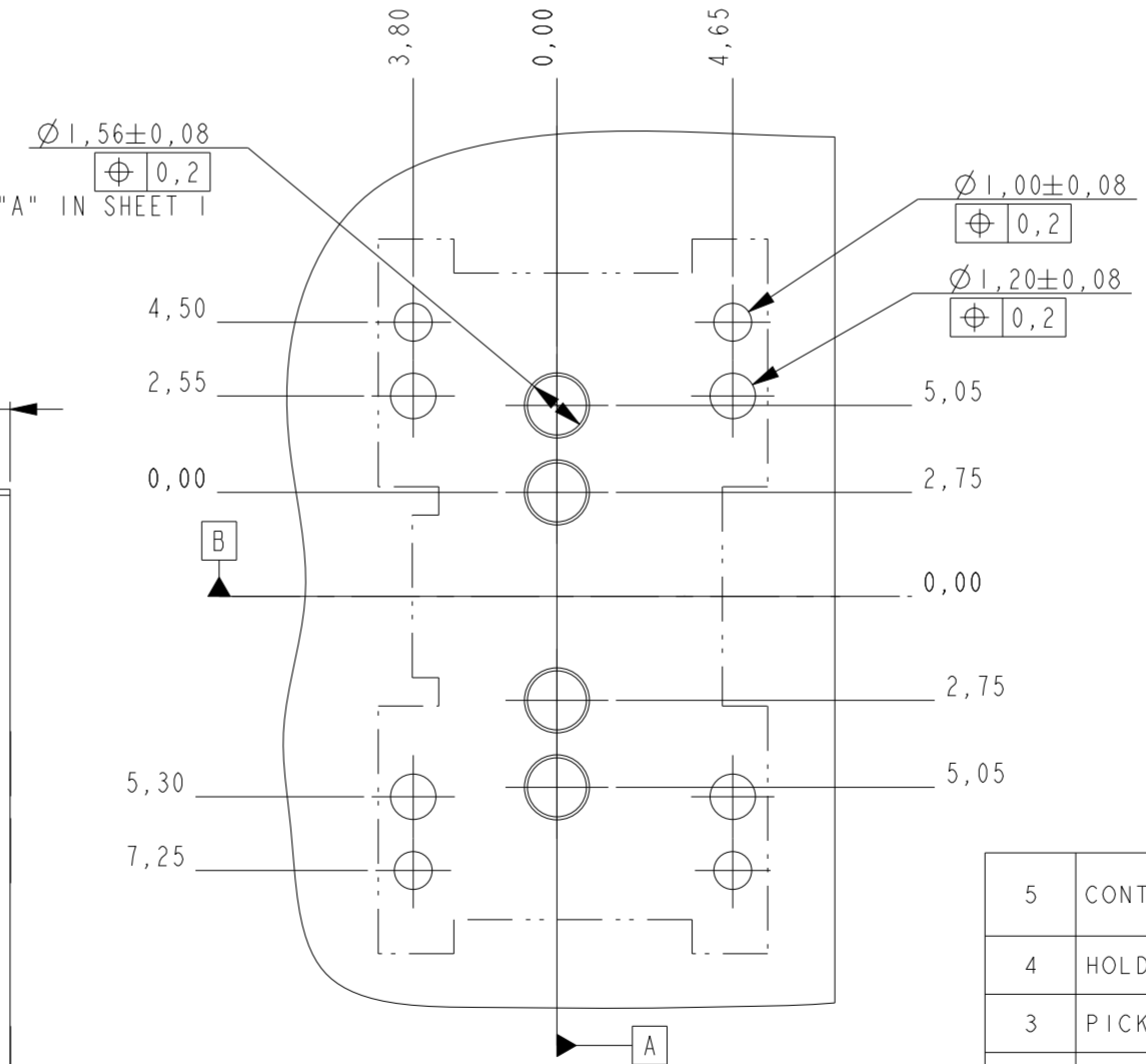 3,80
0,00
4,65
Ø1,56±0,08
⌖ 0,2
"A" IN SHEET 1
Ø1,00±0,08
⌖ 0,2
Ø1,20±0,08
⌖ 0,2
4,50
2,55
0,00
5,05
2,75
B
0,00
2,75
5,05
5,30
7,25
A
5 CONT
4 HOLD
3 PICK